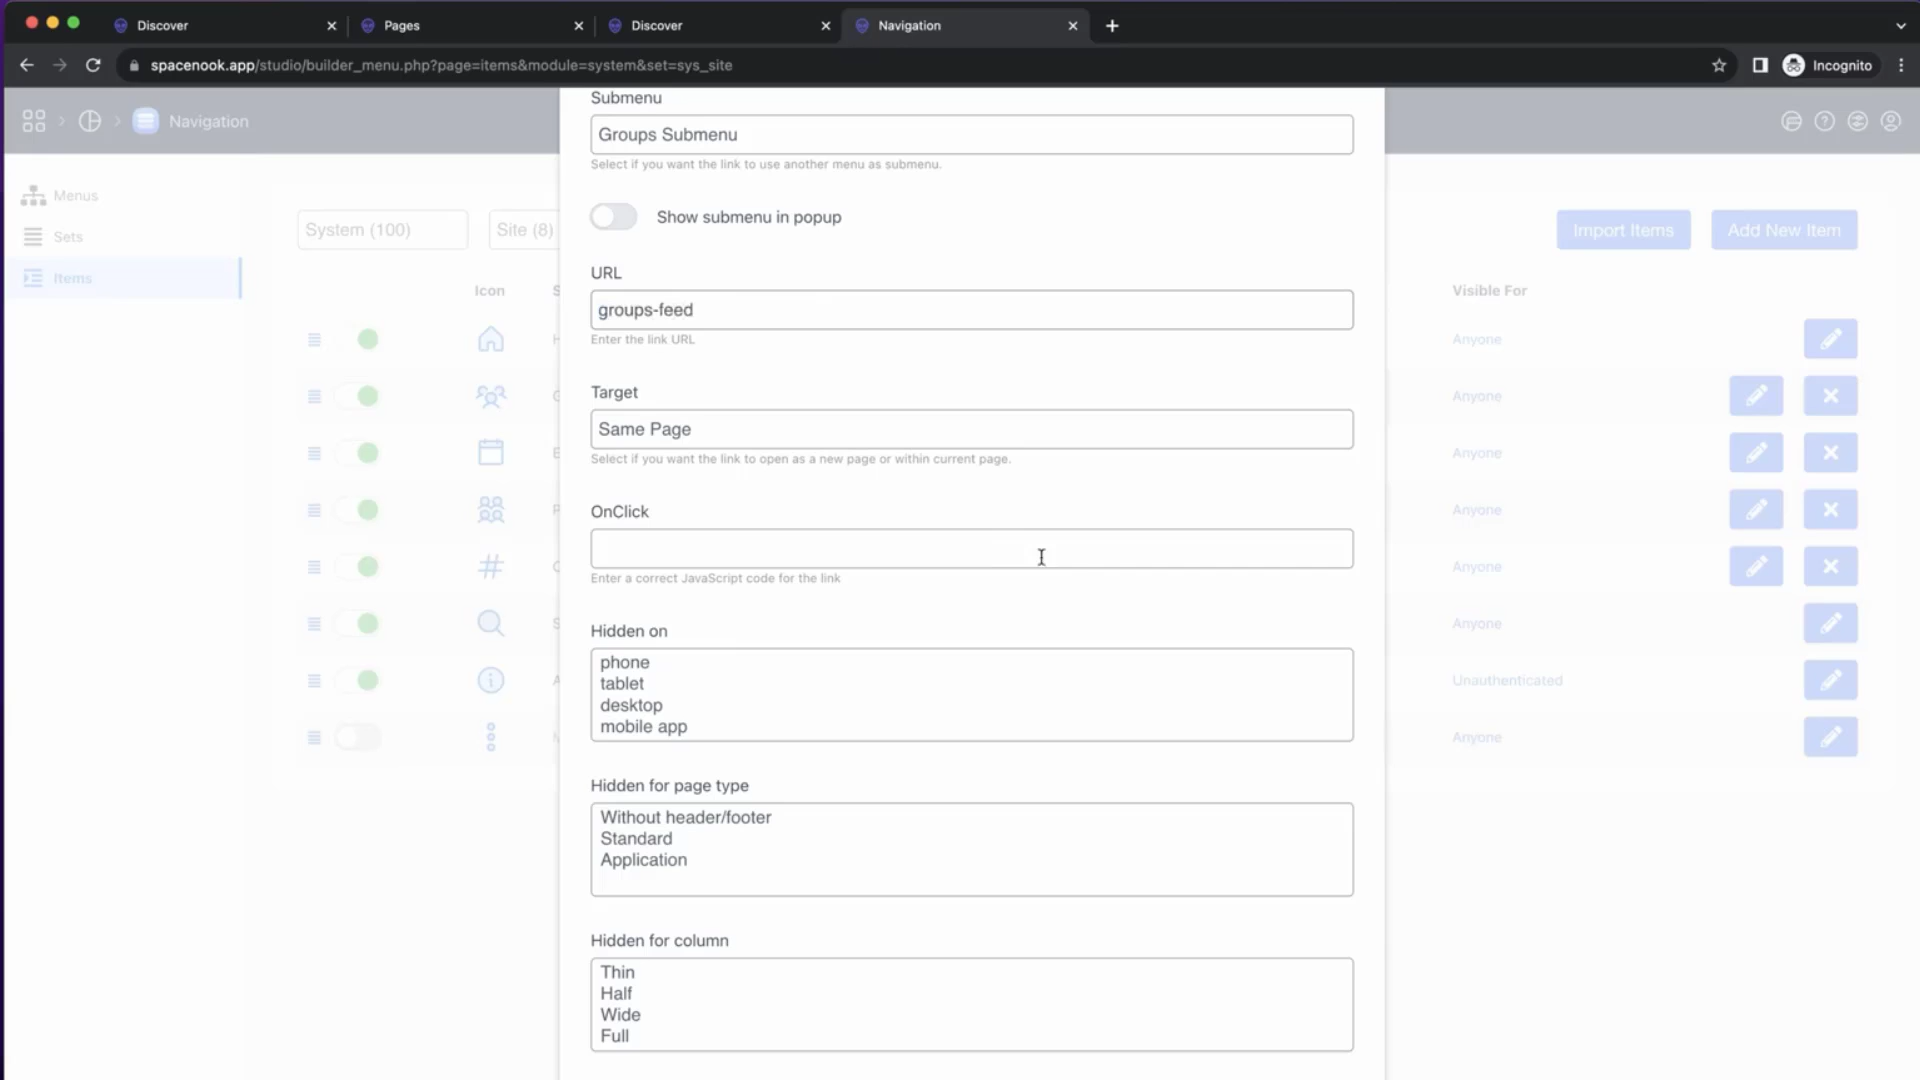 Discover
Pages
Discover
Navigation
spacenook.app/studio/builder_menu.php?page=items&module=system&set=sys_site
Incognito
Navigation
Menus
Sets
Items
System (100)
Site (8)
Import Items
Add New Item
Icon
S
Visible For
Anyone
Anyone
Anyone
Anyone
Anyone
Anyone
Unauthenticated
Anyone
Submenu
Groups Submenu
Select if you want the link to use another menu as submenu.
Show submenu in popup
URL
groups-feed
Enter the link URL
Target
Same Page
Select if you want the link to open as a new page or within current page.
OnClick
Enter a correct JavaScript code for the link
Hidden on
phone
tablet
desktop
mobile app
Hidden for page type
Without header/footer
Standard
Application
Hidden for column
Thin
Half
Wide
Full